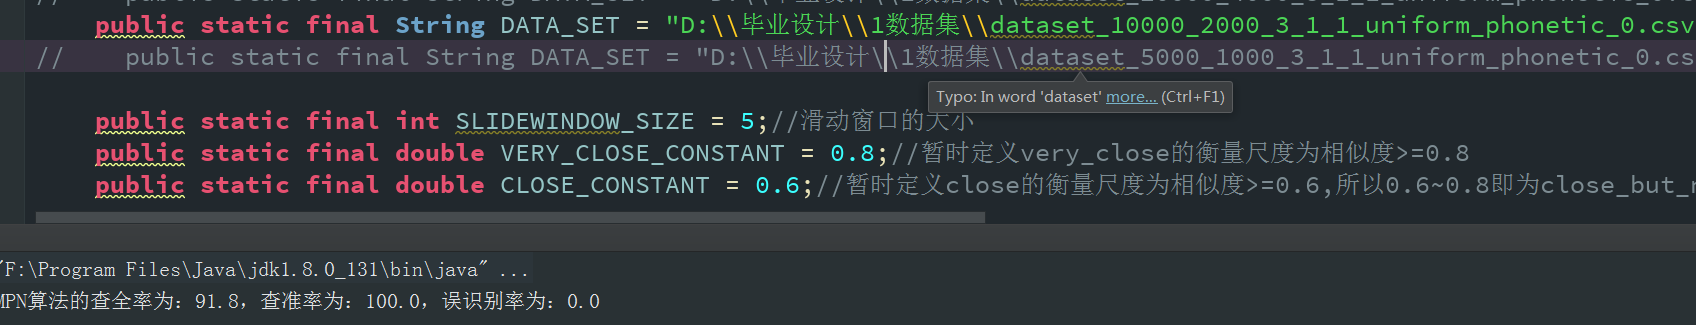 public static final String DATA_SET = "D:\\毕业设计\\1数据集\\dataset_10000_2000_3_1_1_uniform_phonetic_0.csv
//    public static final String DATA_SET = "D:\\毕业设计\\1数据集\\dataset_5000_1000_3_1_1_uniform_phonetic_0.cs
Typo: In word 'dataset' more... (Ctrl+F1)
public static final int SLIDEWINDOW_SIZE = 5;//滑动窗口的大小
public static final double VERY_CLOSE_CONSTANT = 0.8;//暂时定义very_close的衡量尺度为相似度>=0.8
public static final double CLOSE_CONSTANT = 0.6;//暂时定义close的衡量尺度为相似度>=0.6,所以0.6~0.8即为close_but_
"F:\Program Files\Java\jdk1.8.0_131\bin\java" ...
MPN算法的查全率为：91.8，查准率为：100.0，误识别率为：0.0